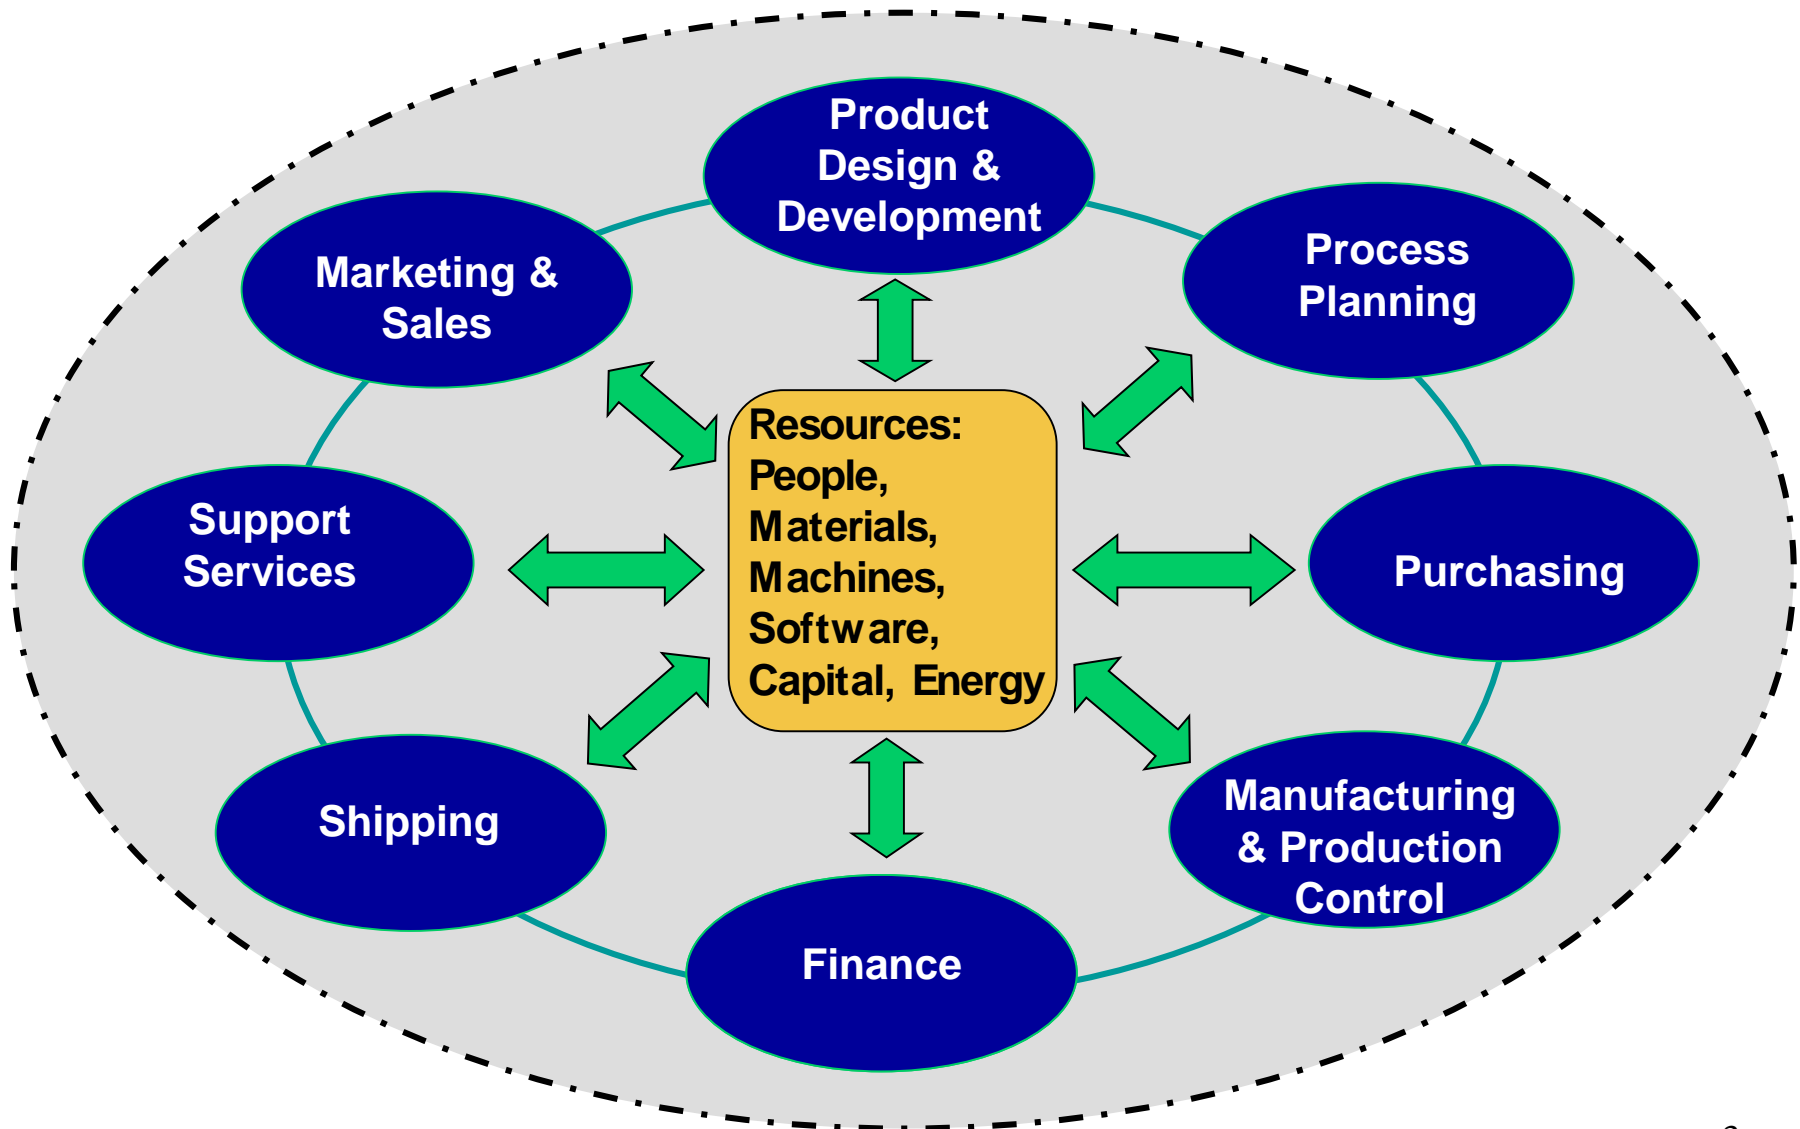 Product
Design &
Development
Process
Planning
Marketing &
Sales
Resources:
People,
Materials,
Machines,
Software,
Capital, Energy
Support
Services
Purchasing
Shipping
Manufacturing
& Production
Control
Finance